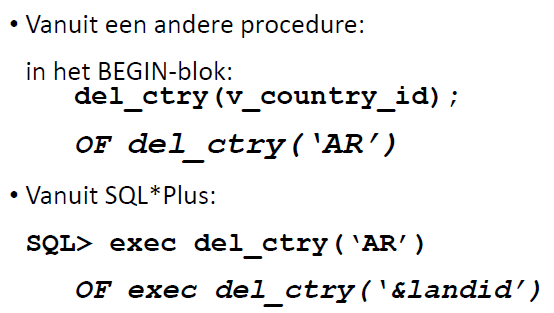 • Vanuit een andere procedure:
in het BEGIN-blok:
del_ctry(v_country_id);
OF del_ctry(‘AR’)
• Vanuit SQL*Plus:
SQL> exec del_ctry(‘AR’)
OF exec del_ctry(‘&landid’)